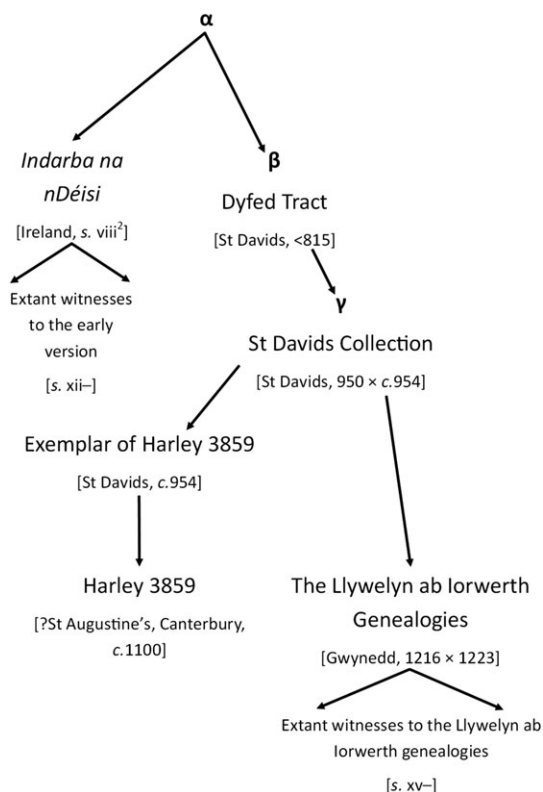 α
Indarba na
nDéisi
[Ireland, s. viii²]
Extant witnesses
to the early
version
[s. xii–]
β
Dyfed Tract
[St Davids, <815]
γ
St Davids Collection
[St Davids, 950 × c.954]
Exemplar of Harley 3859
[St Davids, c.954]
Harley 3859
[?St Augustine’s, Canterbury,
c.1100]
The Llywelyn ab Iorwerth
Genealogies
[Gwynedd, 1216 × 1223]
Extant witnesses to the Llywelyn ab
Iorwerth genealogies
[s. xv–]